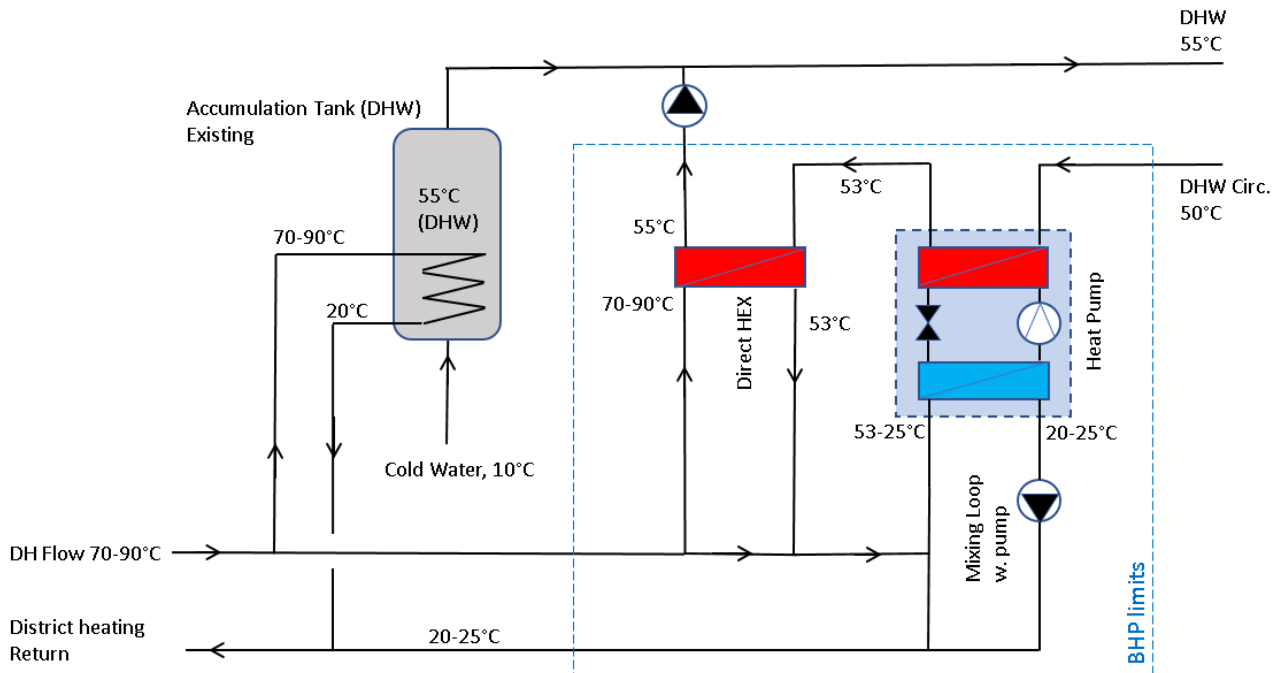 DHW
55°C
Accumulation Tank (DHW)
Existing
55°C
(DHW)
70-90°C
20°C
Cold Water, 10°C
53°C
DHW Circ.
50°C
55°C
70-90°C
Direct HEX
53°C
Heat Pump
53-25°C
20-25°C
Mixing Loop
w. pump
DH Flow 70-90°C
District heating
Return
20-25°C
BHP limits